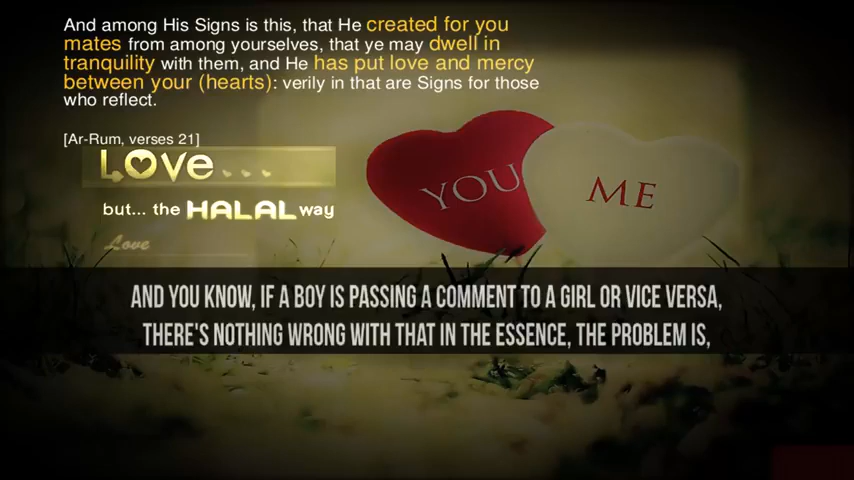 And among His Signs is this, that He created for you
mates from among yourselves, that ye may dwell in
tranquility with them, and He has put love and mercy
between your (hearts): verily in that are Signs for those
who reflect.
[Ar-Rum, verses 21]
Love...
but... the HALAL way
Love
YOU
ME
AND YOU KNOW, IF A BOY IS PASSING A COMMENT TO A GIRL OR VICE VERSA,
THERE'S NOTHING WRONG WITH THAT IN THE ESSENCE, THE PROBLEM IS,